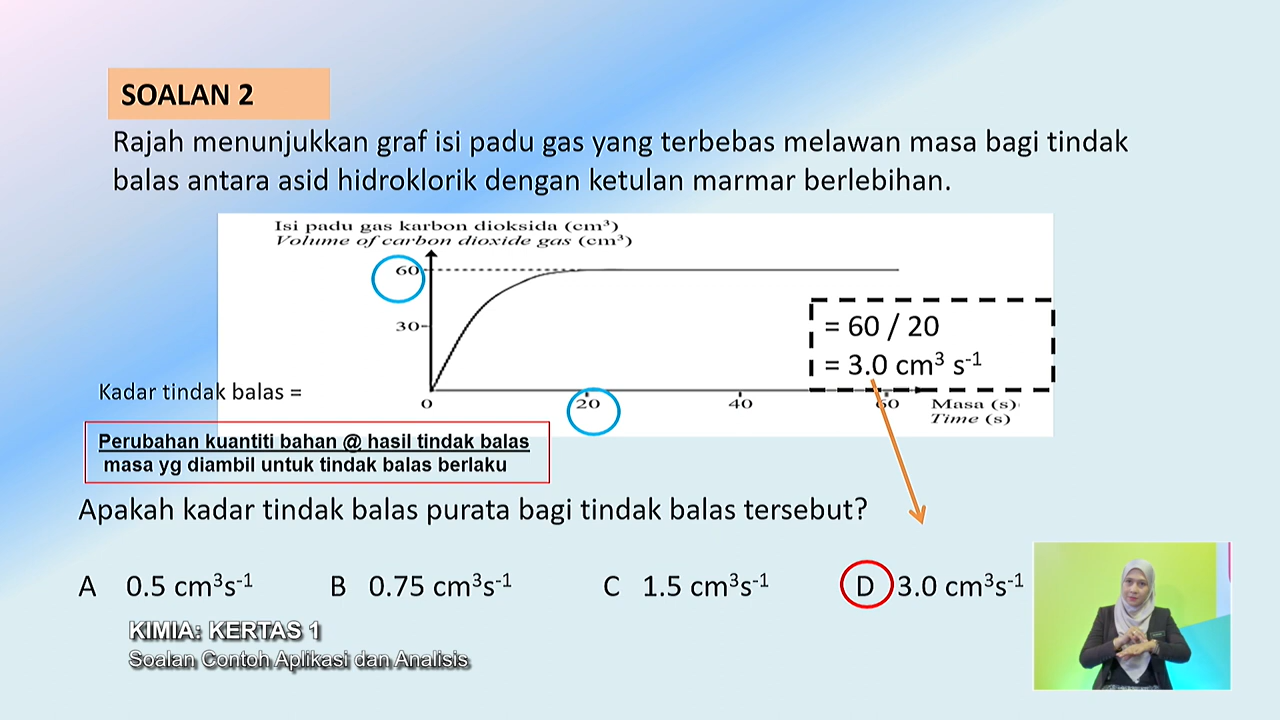 SOALAN 2
Rajah menunjukkan graf isi padu gas yang terbebas melawan masa bagi tindak
balas antara asid hidroklorik dengan ketulan marmar berlebihan.
Isi padu gas karbon dioksida (cm³)
Volume of carbon dioxide gas (cm³)
60
30
= 60 / 20
= 3.0 cm³ s⁻¹
Kadar tindak balas =
0 20 40 60 Masa (s)
Time (s)
Perubahan kuantiti bahan @ hasil tindak balas
masa yg diambil untuk tindak balas berlaku
Apakah kadar tindak balas purata bagi tindak balas tersebut?
A 0.5 cm³s⁻¹ B 0.75 cm³s⁻¹ C 1.5 cm³s⁻¹ D 3.0 cm³s⁻¹
KIMIA: KERTAS 1
Soalan Contoh Aplikasi dan Analisis